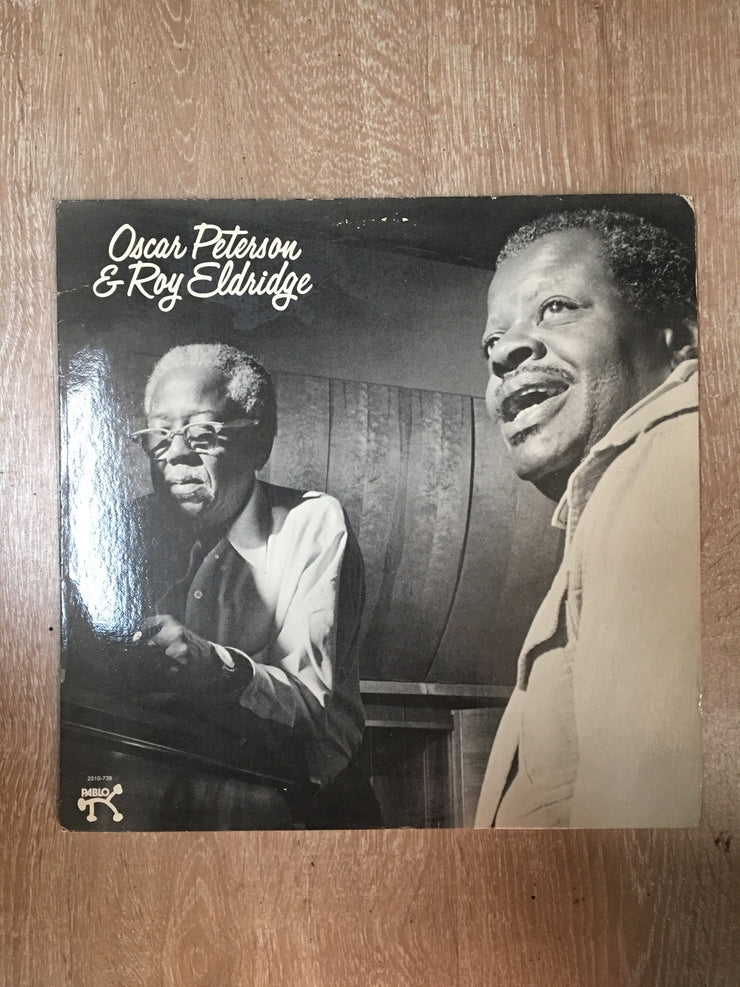 Oscar Peterson
& Roy Eldridge
2310-739
PABLO